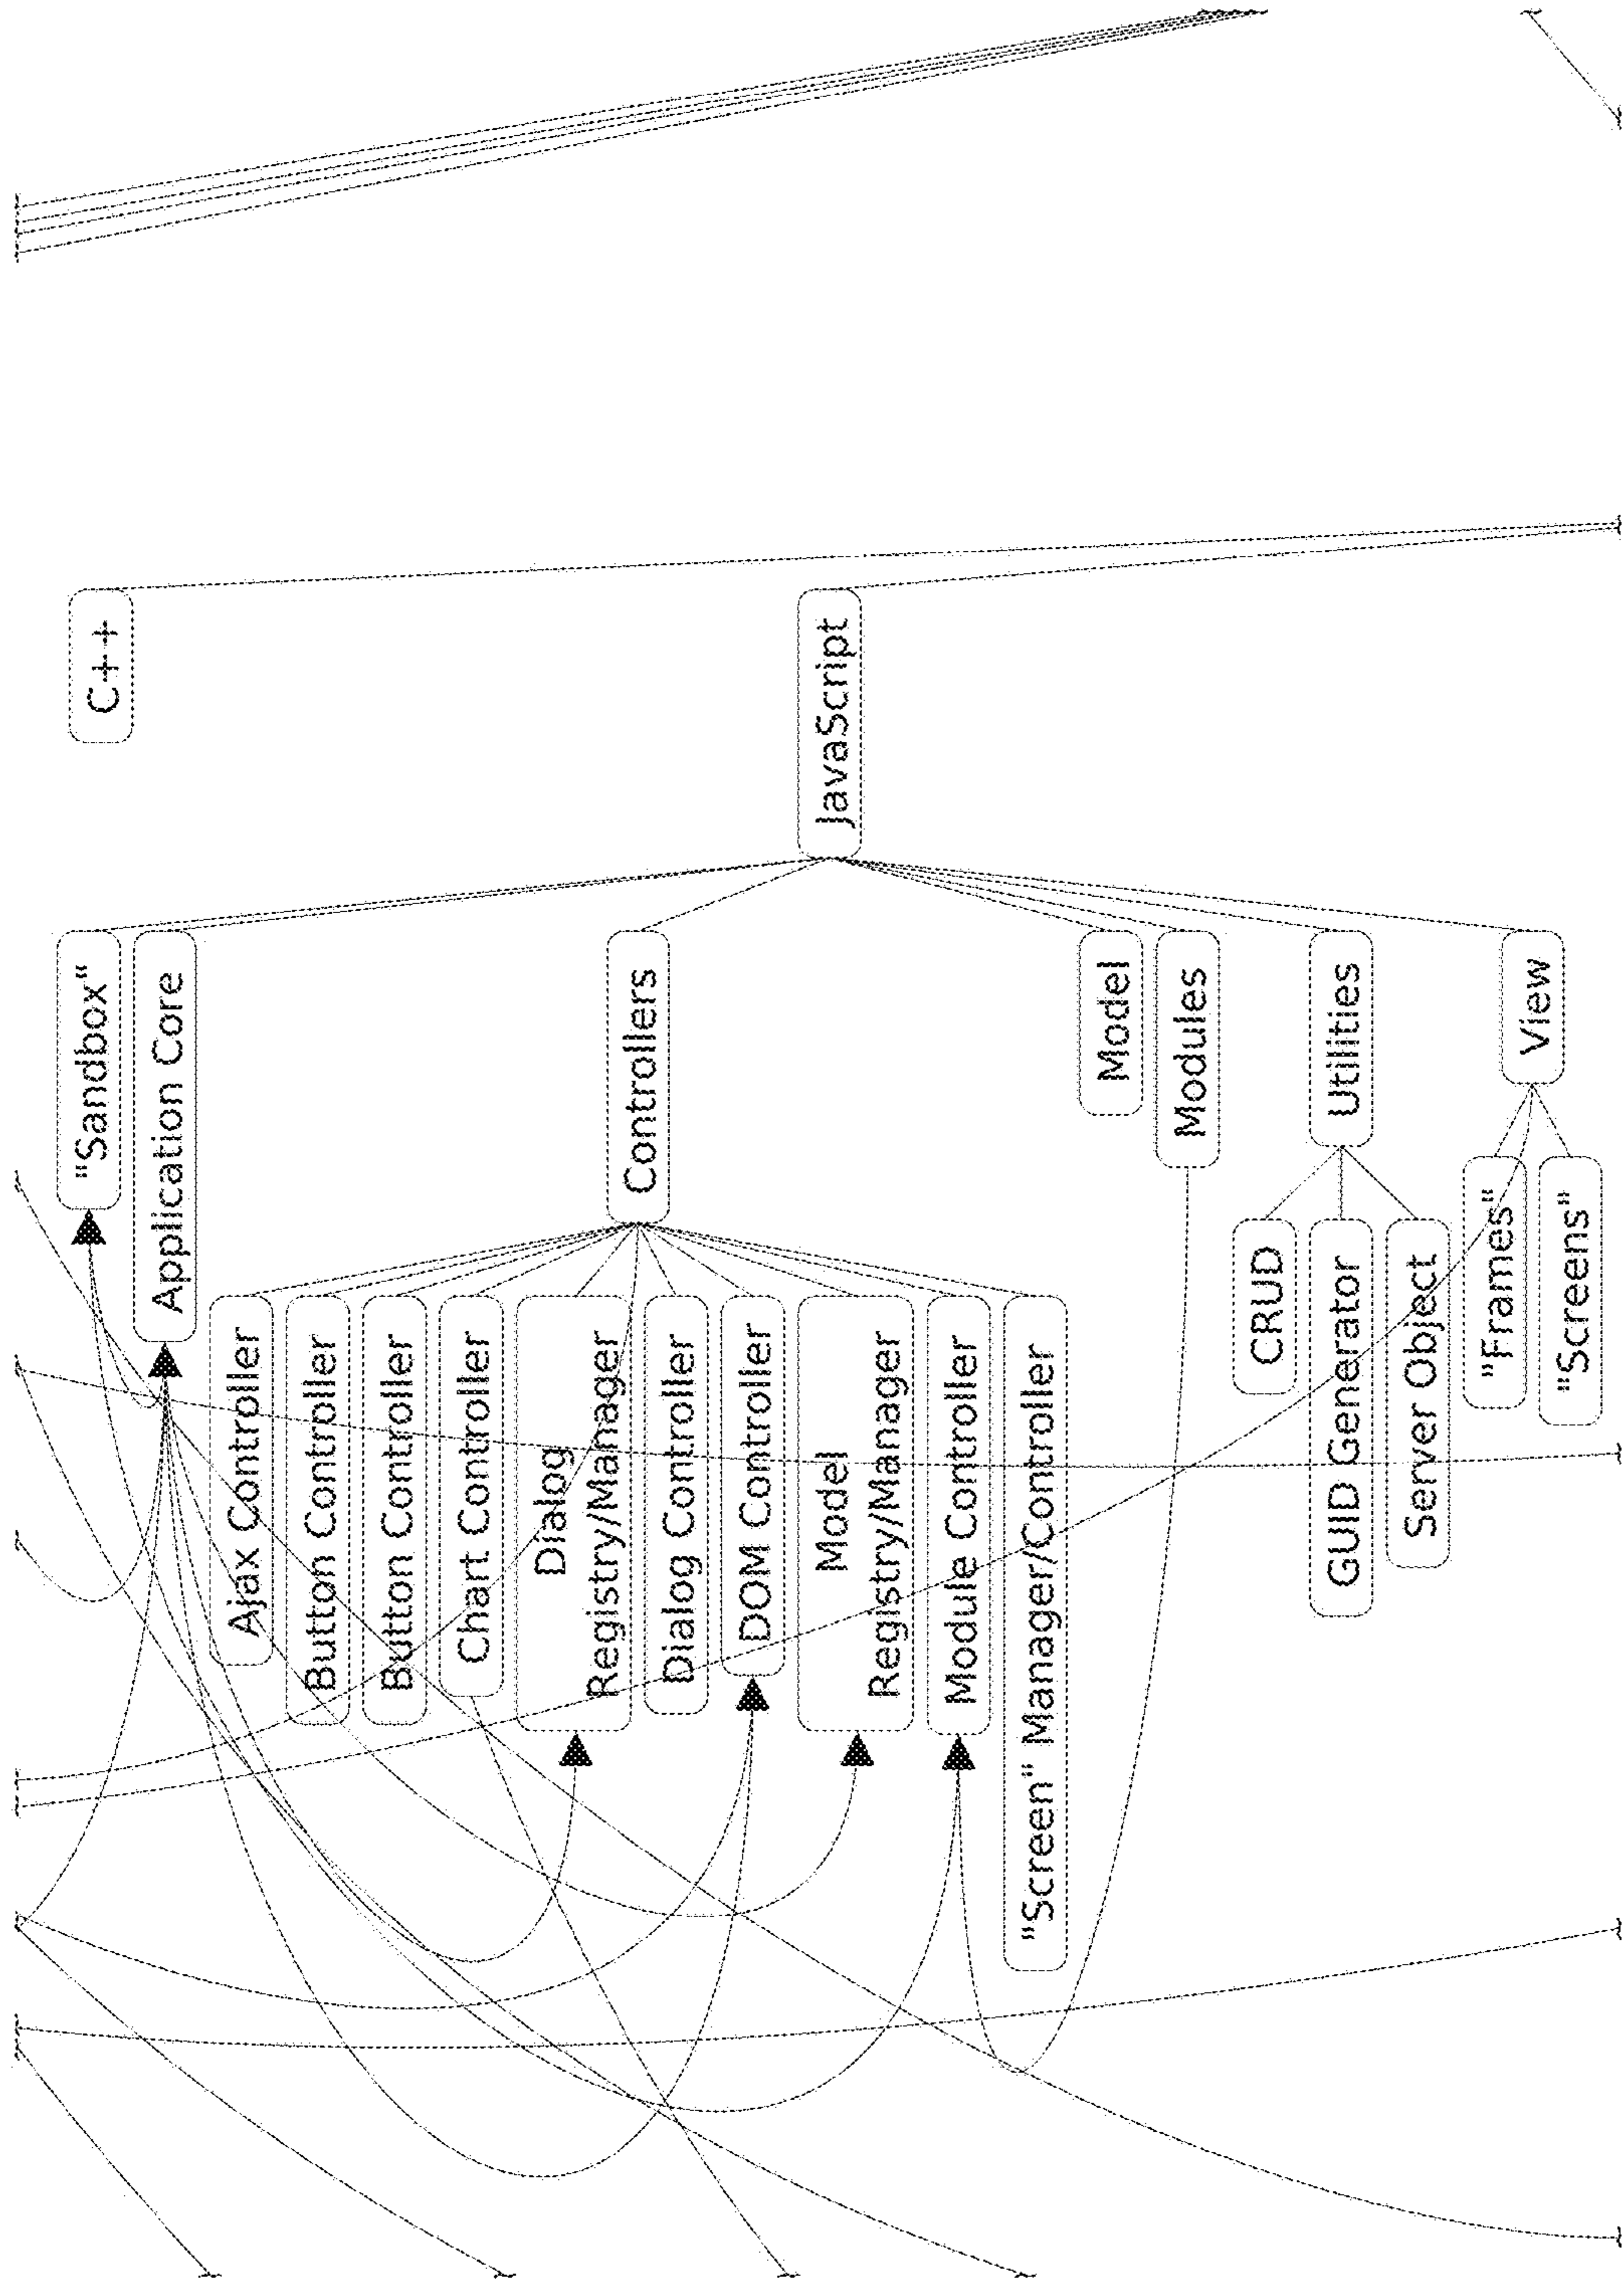 C++
JavaScript
"Sandbox"
Application Core
Controllers
Model
Modules
Utilities
View
Ajax Controller
Button Controller
Button Controller
Chart Controller
Dialog
Registry/Manager
Dialog Controller
DOM Controller
Model
Registry/Manager
Module Controller
"Screen" Manager/Controller
CRUD
GUID Generator
Server Object
"Frames"
"Screens"